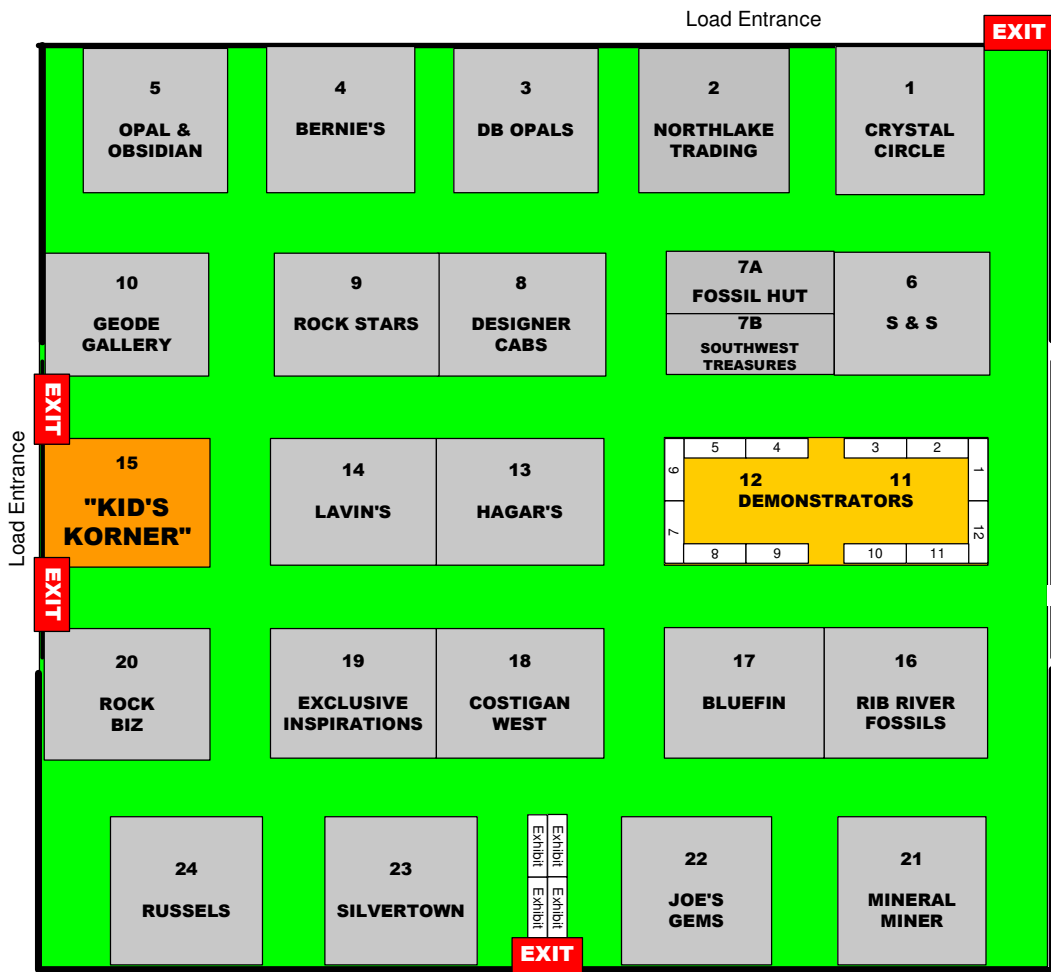 Load Entrance
EXIT
5
OPAL &
OBSIDIAN
4
BERNIE'S
3
DB OPALS
2
NORTHLAKE
TRADING
1
CRYSTAL
CIRCLE
10
GEODE
GALLERY
9
ROCK STARS
8
DESIGNER
CABS
7A
FOSSIL HUT
7B
SOUTHWEST
TREASURES
6
S & S
EXIT
Load Entrance
15
"KID'S
KORNER"
EXIT
14
LAVIN'S
13
HAGAR'S
5
4
3
2
6
1
12
11
DEMONSTRATORS
7
12
8
9
10
11
20
ROCK
BIZ
19
EXCLUSIVE
INSPIRATIONS
18
COSTIGAN
WEST
17
BLUEFIN
16
RIB RIVER
FOSSILS
24
RUSSELS
23
SILVERTOWN
Exhibit
Exhibit
Exhibit
Exhibit
EXIT
22
JOE'S
GEMS
21
MINERAL
MINER